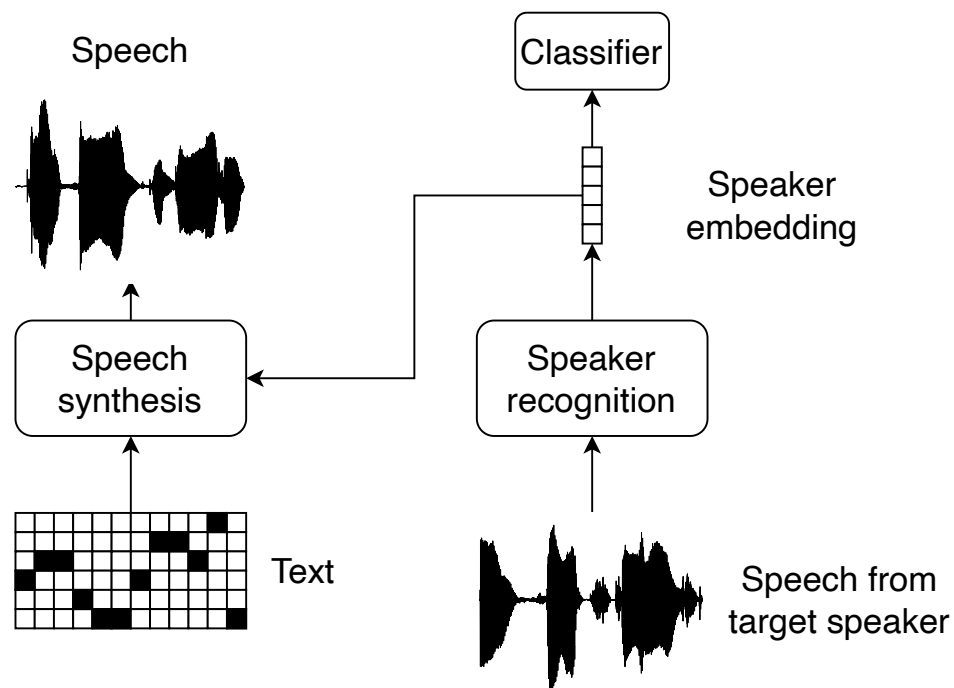 Speech
Classifier
Speaker
embedding
Speech
synthesis
Speaker
recognition
Text
Speech from
target speaker